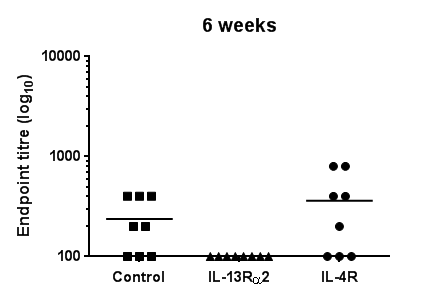 6 weeks
Endpoint titre (log₁₀)
10000
1000
100
Control IL-13Rα2 IL-4R